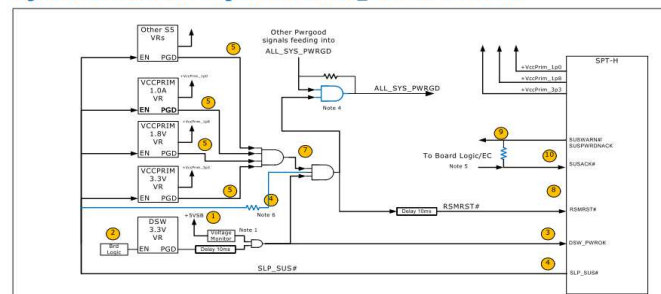 Other S5
VRs
EN PGD
5
Other Pwrgood
signals feeding into
ALL_SYS_PWRGD
ALL_SYS_PWRGD
Note 4
SPT-H
+VccPrim_1p0
+VccPrim_1p8
+VccPrim_3p3
VCCPRIM
1.0A
VR
EN PGD
5
VCCPRIM
1.8V
VR
EN PGD
5
VCCPRIM
3.3V
VR
EN PGD
5
7
4
Note 6
9
To Board Logic/EC
Note 5
SUSWARN#/
SUSPWRDNACK
10
SUSACK#
8
Delay 10ms
RSMRST#
RSMRST#
2
Brd
Logic
DSW
3.3V
VR
EN PGD
+5VSB
1
Voltage
Monitor
Note 1
Delay 10ms
3
DSW_PWROK
SLP_SUS#
4
SLP_SUS#